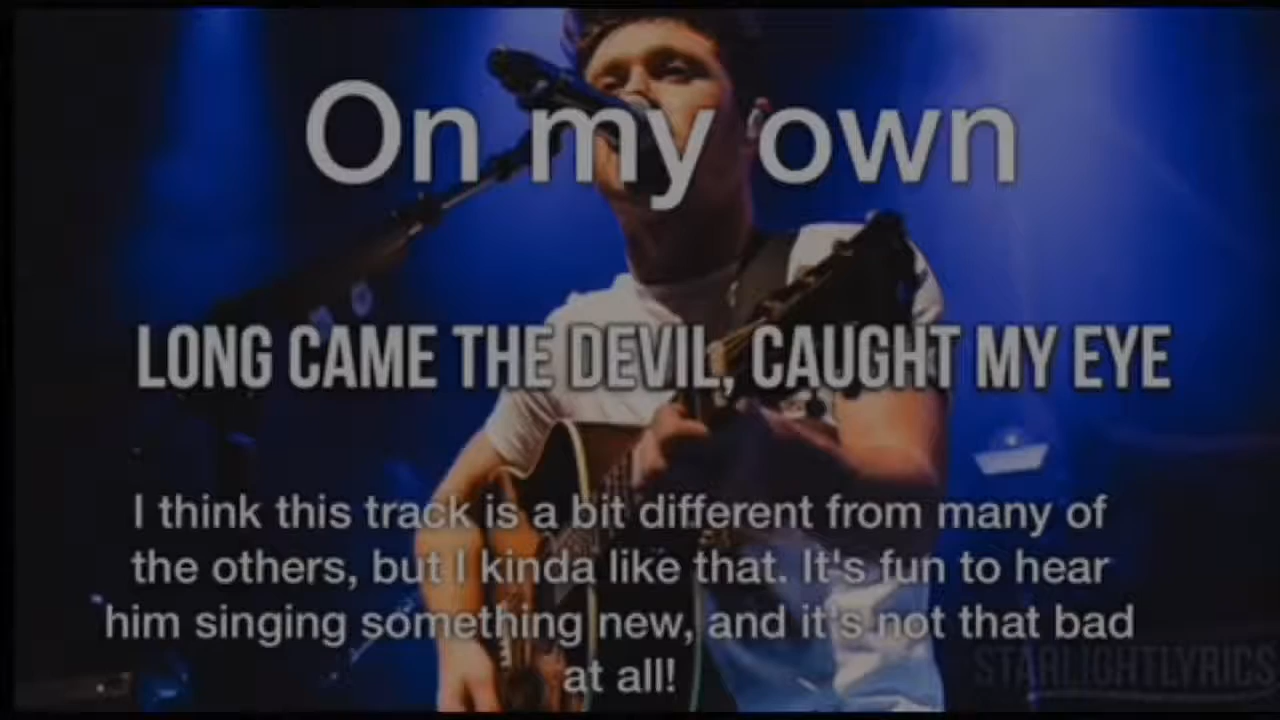 On my own
LONG CAME THE DEVIL, CAUGHT MY EYE
I think this track is a bit different from many of
the others, but I kinda like that. It's fun to hear
him singing something new, and it's not that bad
at all!
STARLIGHTLYRICS